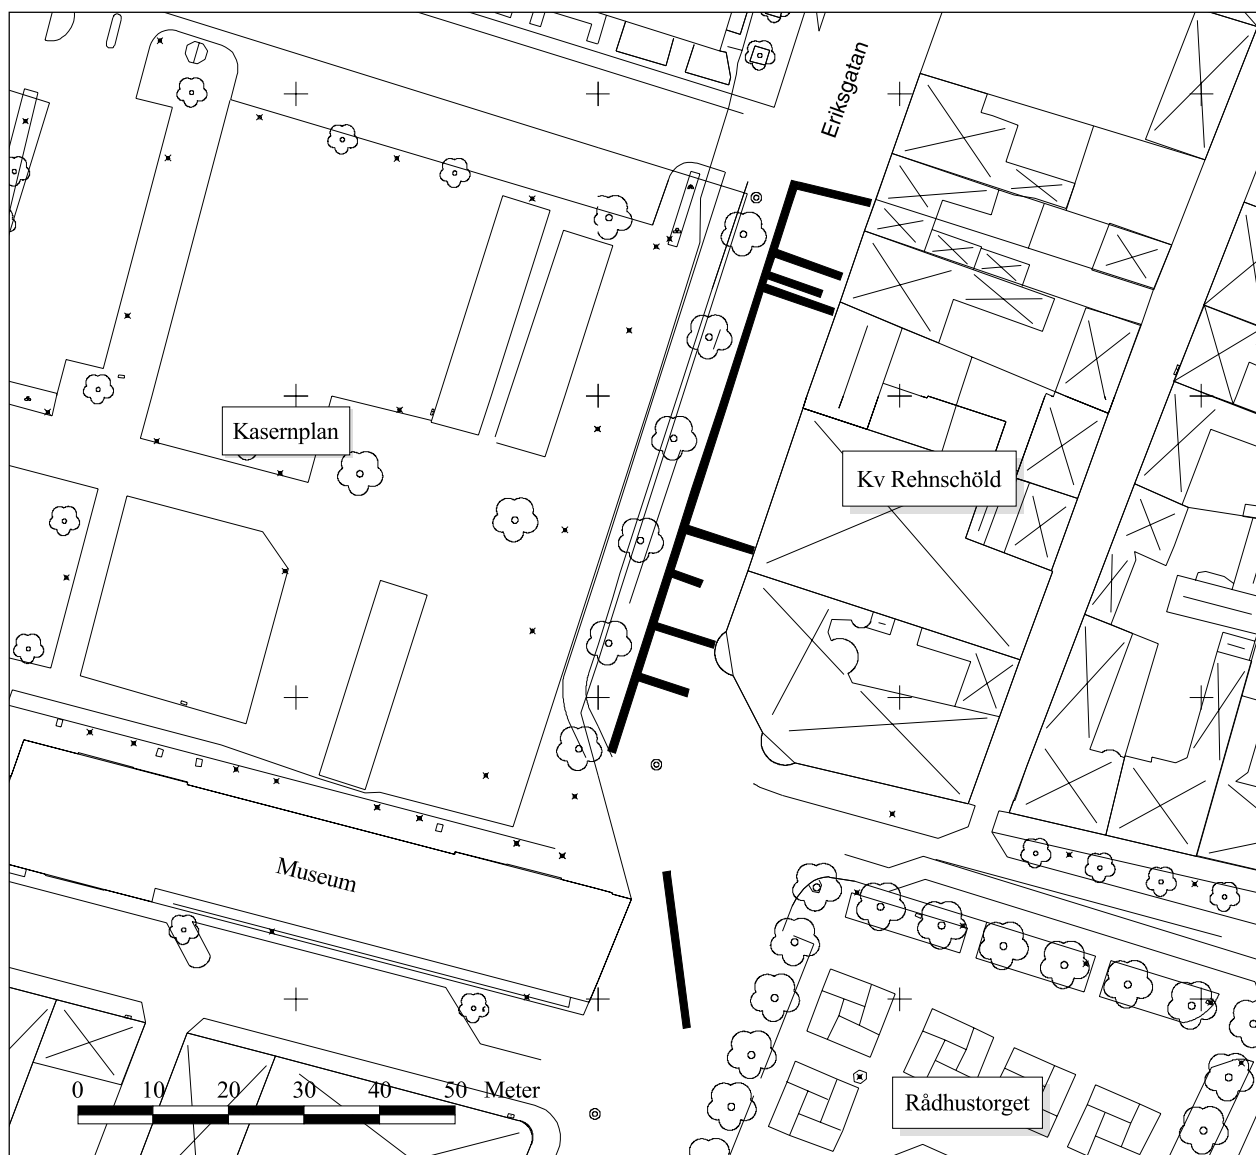 Eriksgatan
Kasernplan
Kv Rehnschöld
Museum
0 10 20 30 40 50 Meter
Rådhustorget